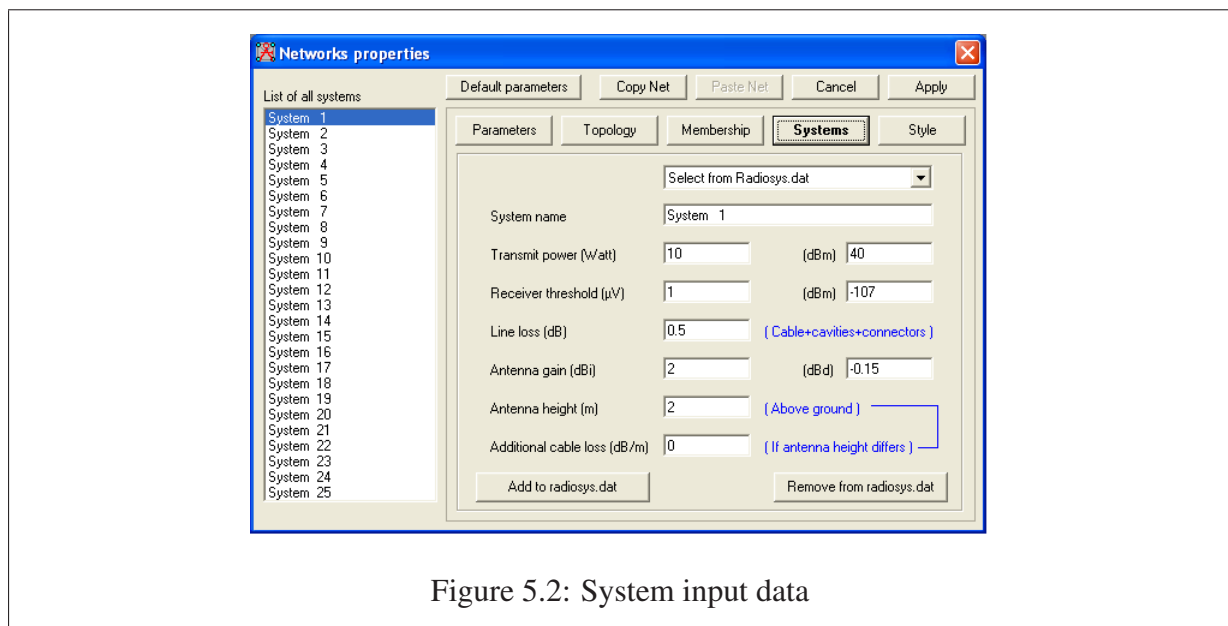 Networks properties
Default parameters Copy Net Paste Net Cancel Apply
List of all systems
System 1
System 2
System 3
System 4
System 5
System 6
System 7
System 8
System 9
System 10
System 11
System 12
System 13
System 14
System 15
System 16
System 17
System 18
System 19
System 20
System 21
System 22
System 23
System 24
System 25
Parameters Topology Membership Systems Style
Select from Radiosys.dat
System name System 1
Transmit power (Watt) 10 (dBm) 40
Receiver threshold (µV) 1 (dBm) -107
Line loss (dB) 0.5 ( Cable+cavities+connectors )
Antenna gain (dBi) 2 (dBd) -0.15
Antenna height (m) 2 ( Above ground )
Additional cable loss (dB/m) 0 ( If antenna height differs )
Add to radiosys.dat Remove from radiosys.dat
Figure 5.2: System input data